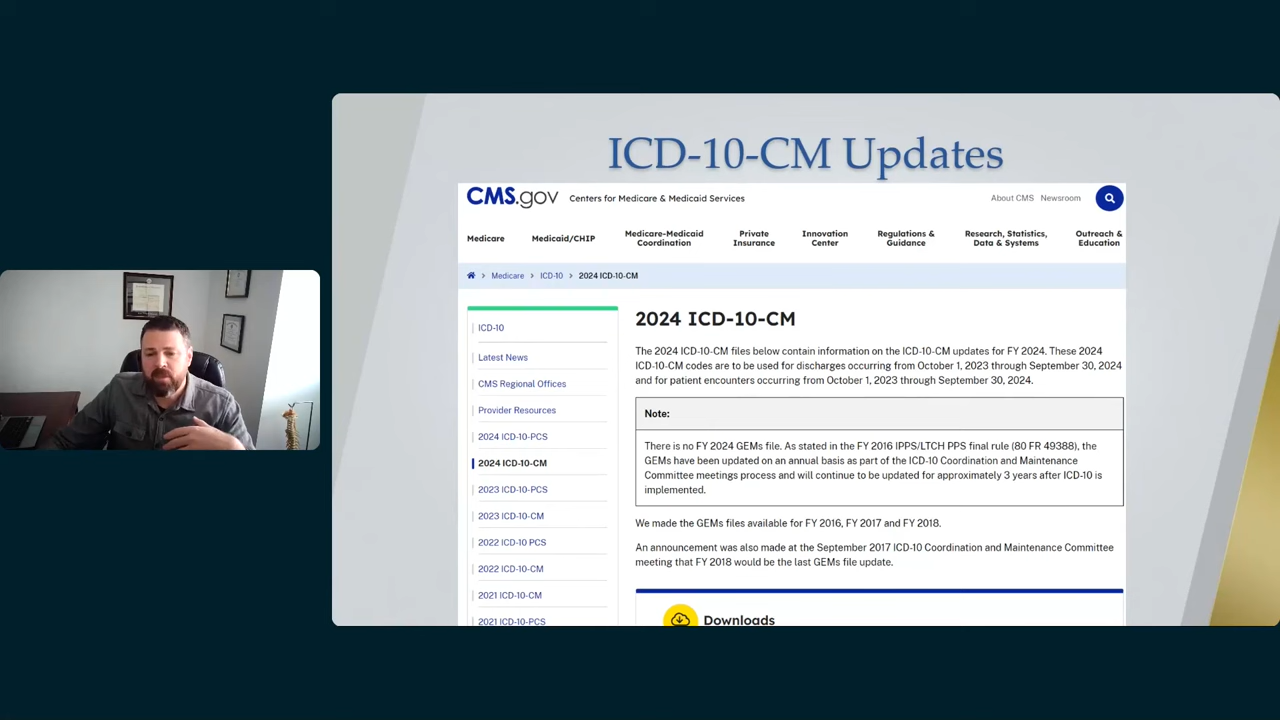 ICD-10-CM Updates
CMS.gov Centers for Medicare & Medicaid Services
About CMS Newsroom
Medicare
Medicaid/CHIP
Medicare-Medicaid
Coordination
Private
Insurance
Innovation
Center
Regulations &
Guidance
Research, Statistics,
Data & Systems
Outreach &
Education
Medicare > ICD-10 > 2024 ICD-10-CM
ICD-10
Latest News
CMS Regional Offices
Provider Resources
2024 ICD-10-PCS
2024 ICD-10-CM
2023 ICD-10-PCS
2023 ICD-10-CM
2022 ICD-10 PCS
2022 ICD-10-CM
2021 ICD-10-CM
2021 ICD-10-PCS
2024 ICD-10-CM
The 2024 ICD-10-CM files below contain information on the ICD-10-CM updates for FY 2024. These 2024
ICD-10-CM codes are to be used for discharges occurring from October 1, 2023 through September 30, 2024
and for patient encounters occurring from October 1, 2023 through September 30, 2024.
Note:
There is no FY 2024 GEMs file. As stated in the FY 2016 IPPS/LTCH PPS final rule (80 FR 49388), the
GEMs have been updated on an annual basis as part of the ICD-10 Coordination and Maintenance
Committee meetings process and will continue to be updated for approximately 3 years after ICD-10 is
implemented.
We made the GEMs files available for FY 2016, FY 2017 and FY 2018.
An announcement was also made at the September 2017 ICD-10 Coordination and Maintenance Committee
meeting that FY 2018 would be the last GEMs file update.
Downloads